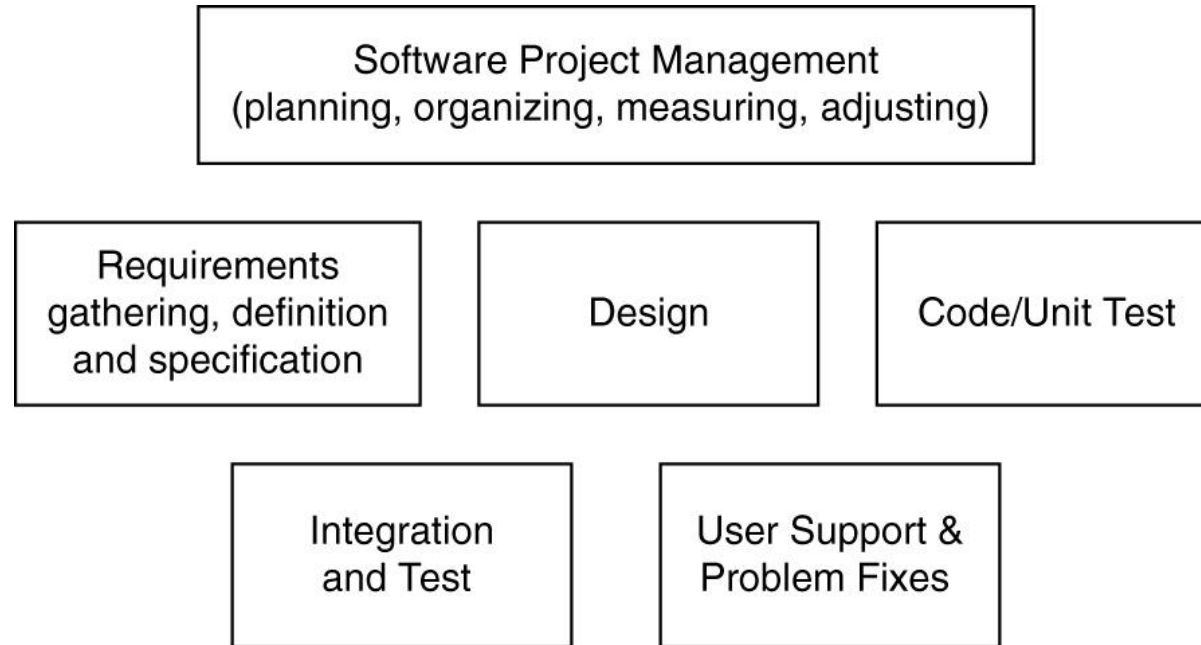 Software Project Management
(planning, organizing, measuring, adjusting)
Requirements
gathering, definition
and specification
Design
Code/Unit Test
Integration
and Test
User Support &
Problem Fixes